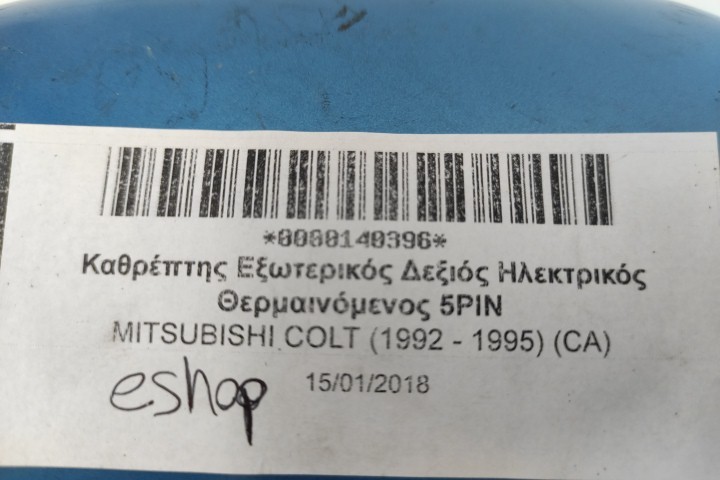 *0000140396*
Καθρέπτης Εξωτερικός Δεξιός Ηλεκτρικός
Θερμαινόμενος 5PIN
MITSUBISHI COLT (1992 - 1995) (CA)
eshop 15/01/2018